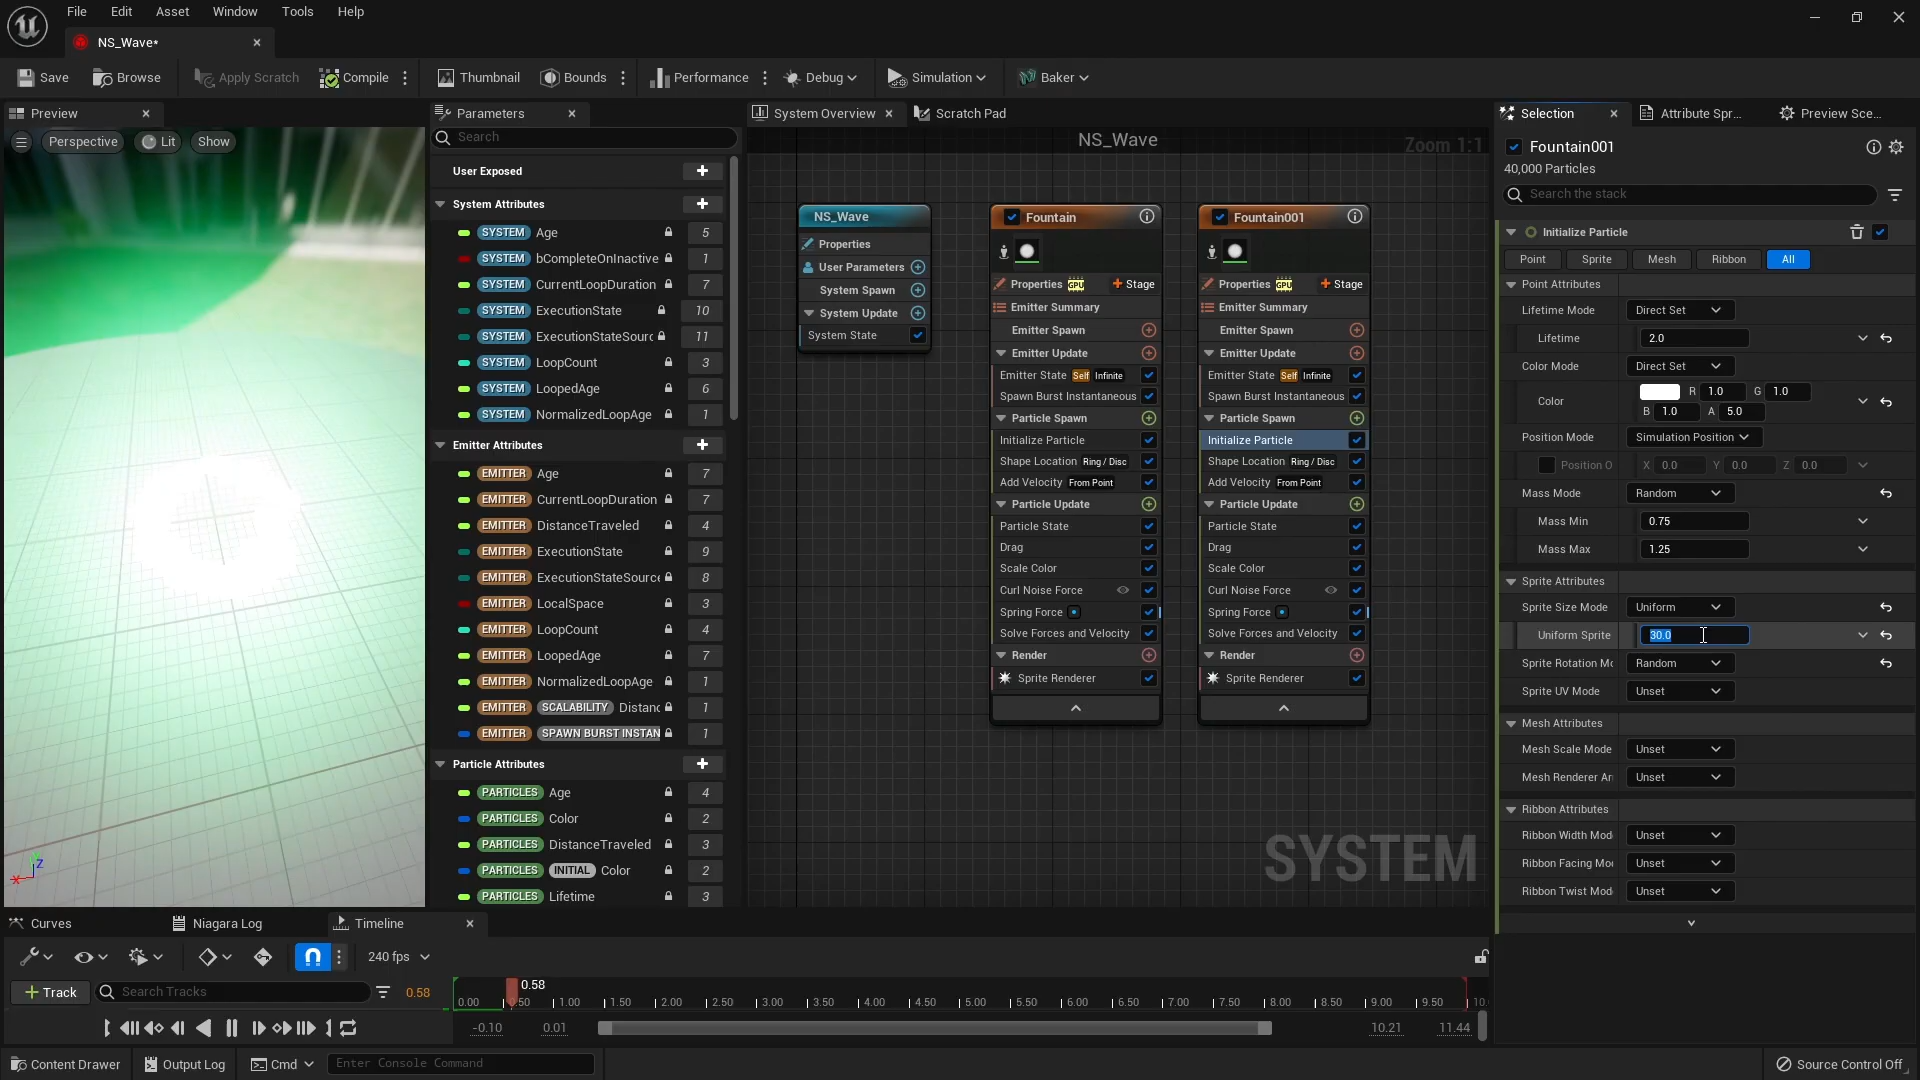 File Edit Asset Window Tools Help
NS_Wave*
Save Browse Apply Scratch Compile Thumbnail Bounds Performance Debug Simulation Baker
Preview
Perspective Lit Show
Z
X
Parameters
Search
User Exposed
System Attributes
SYSTEM Age 5
SYSTEM bCompleteOnInactive 1
SYSTEM CurrentLoopDuration 7
SYSTEM ExecutionState 10
SYSTEM ExecutionStateSourc 11
SYSTEM LoopCount 3
SYSTEM LoopedAge 6
SYSTEM NormalizedLoopAge 1
Emitter Attributes
EMITTER Age 7
EMITTER CurrentLoopDuration 7
EMITTER DistanceTraveled 4
EMITTER ExecutionState 9
EMITTER ExecutionStateSource 8
EMITTER LocalSpace 3
EMITTER LoopCount 4
EMITTER LoopedAge 7
EMITTER NormalizedLoopAge 1
EMITTER SCALABILITY Distanc 1
EMITTER SPAWN BURST INSTAN 1
Particle Attributes
PARTICLES Age 4
PARTICLES Color 2
PARTICLES DistanceTraveled 3
PARTICLES INITIAL Color 2
PARTICLES Lifetime 3
System Overview Scratch Pad
NS_Wave
Zoom 1:1
NS_Wave
Properties
User Parameters
System Spawn
System Update
System State
Fountain
Properties GPU Stage
Emitter Summary
Emitter Spawn
Emitter Update
Emitter State Self Infinite
Spawn Burst Instantaneous
Particle Spawn
Initialize Particle
Shape Location Ring / Disc
Add Velocity From Point
Particle Update
Particle State
Drag
Scale Color
Curl Noise Force
Spring Force
Solve Forces and Velocity
Render
Sprite Renderer
Fountain001
Properties GPU Stage
Emitter Summary
Emitter Spawn
Emitter Update
Emitter State Self Infinite
Spawn Burst Instantaneous
Particle Spawn
Initialize Particle
Shape Location Ring / Disc
Add Velocity From Point
Particle Update
Particle State
Drag
Scale Color
Curl Noise Force
Spring Force
Solve Forces and Velocity
Render
Sprite Renderer
SYSTEM
Selection Attribute Spr... Preview Sce...
Fountain001
40,000 Particles
Search the stack
Initialize Particle
Point Sprite Mesh Ribbon All
Point Attributes
Lifetime Mode Direct Set
Lifetime 2.0
Color Mode Direct Set
Color R 1.0 G 1.0
B 1.0 A 5.0
Position Mode Simulation Position
Position O X 0.0 Y 0.0 Z 0.0
Mass Mode Random
Mass Min 0.75
Mass Max 1.25
Sprite Attributes
Sprite Size Mode Uniform
Uniform Sprite 30.0
Sprite Rotation Mo Random
Sprite UV Mode Unset
Mesh Attributes
Mesh Scale Mode Unset
Mesh Renderer Arr Unset
Ribbon Attributes
Ribbon Width Mod Unset
Ribbon Facing Mod Unset
Ribbon Twist Mod Unset
Curves Niagara Log Timeline
240 fps
Track Search Tracks 0.58
0.58
0.00 0.50 1.00 1.50 2.00 2.50 3.00 3.50 4.00 4.50 5.00 5.50 6.00 6.50 7.00 7.50 8.00 8.50 9.00 9.50 10.
-0.10 0.01 10.21 11.44
Content Drawer Output Log Cmd Enter Console Command Source Control Off